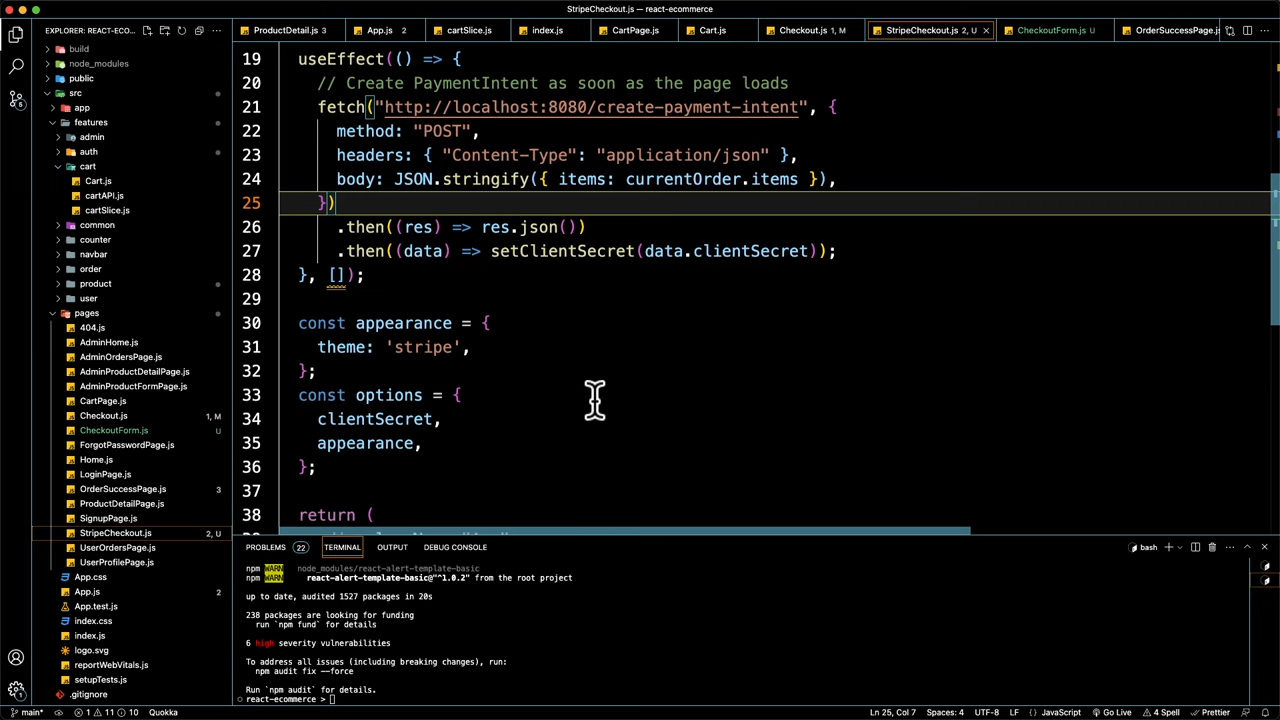 StripeCheckout.js — react-ecommerce
EXPLORER: REACT-ECO...
ProductDetail.js 3
App.js 2
cartSlice.js
index.js
CartPage.js
Cart.js
Checkout.js 1, M
StripeCheckout.js 2, U
CheckoutForm.js U
OrderSuccessPage.js
build
node_modules
public
src
app
features
admin
auth
cart
Cart.js
cartAPI.js
cartSlice.js
common
counter
navbar
order
product
user
pages
404.js
AdminHome.js
AdminOrdersPage.js
AdminProductDetailPage.js
AdminProductFormPage.js
CartPage.js
Checkout.js 1, M
CheckoutForm.js U
ForgotPasswordPage.js
Home.js
LoginPage.js
OrderSuccessPage.js 3
ProductDetailPage.js
SignupPage.js
StripeCheckout.js 2, U
UserOrdersPage.js
UserProfilePage.js
App.css
App.js 2
App.test.js
index.css
index.js
logo.svg
reportWebVitals.js
setupTests.js
.gitignore
19 useEffect(() => {
20 // Create PaymentIntent as soon as the page loads
21 fetch("http://localhost:8080/create-payment-intent", {
22 method: "POST",
23 headers: { "Content-Type": "application/json" },
24 body: JSON.stringify({ items: currentOrder.items }),
25 })
26 .then((res) => res.json())
27 .then((data) => setClientSecret(data.clientSecret));
28 }, []);
29
30 const appearance = {
31 theme: 'stripe',
32 };
33 const options = {
34 clientSecret,
35 appearance,
36 };
37
38 return (
PROBLEMS 22 TERMINAL OUTPUT DEBUG CONSOLE
bash
npm WARN node_modules/react-alert-template-basic
npm WARN react-alert-template-basic@"^1.0.2" from the root project
up to date, audited 1527 packages in 20s
238 packages are looking for funding
run `npm fund` for details
6 high severity vulnerabilities
To address all issues (including breaking changes), run:
npm audit fix --force
Run `npm audit` for details.
react-ecommerce >
main* 1 11 10 Quokka Ln 25, Col 7 Spaces: 4 UTF-8 LF JavaScript Go Live 4 Spell Prettier